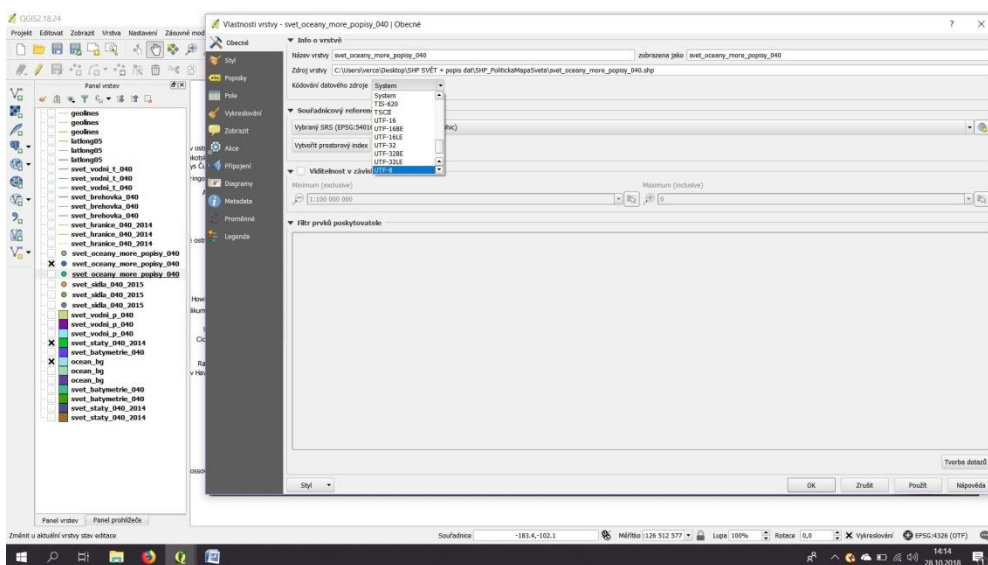 QGIS2.18.24
Projekt Editovat Zobrazit Vrstva Nastavení Zásuvné mod
Panel vrstev
geolines
geolines
geolines
latlong05
latlong05
latlong05
svet_vodni_t_040
svet_vodni_t_040
svet_vodni_t_040
svet_brehovka_040
svet_brehovka_040
svet_brehovka_040
svet_hranice_040_2014
svet_hranice_040_2014
svet_hranice_040_2014
svet_oceany_more_popisy_040
svet_oceany_more_popisy_040
svet_oceany_more_popisy_040
svet_sidla_040_2015
svet_sidla_040_2015
svet_sidla_040_2015
svet_vodni_p_040
svet_vodni_p_040
svet_vodni_p_040
svet_staty_040_2014
svet_batymetrie_040
ocean_bg
ocean_bg
ocean_bg
svet_batymetrie_040
svet_batymetrie_040
svet_staty_040_2014
svet_staty_040_2014
Panel vrstev Panel prohlížeče
Vlastnosti vrstvy - svet_oceany_more_popisy_040 | Obecné
Obecné
Styl
Popisky
Pole
Vykreslování
Zobrazit
Akce
Připojení
Diagramy
Metadata
Proměnné
Legenda
Info o vrstvě
Název vrstvy svet_oceany_more_popisy_040 zobrazena jako svet_oceany_more_popisy_040
Zdroj vrstvy C:\Users\verca\Desktop\SHP SVĚT + popis dat\SHP_PolitickaMapaSveta\svet_oceany_more_popisy_040.shp
Kódování datového zdroje System
System
TIS-620
TSCII
UTF-16
UTF-16BE
UTF-16LE
UTF-32
UTF-32BE
UTF-32LE
UTF-8
Souřadnicový referen
Vybraný SRS (EPSG:54016 hic)
Vytvořit prostorový index
Viditelnost v závis
Minimum (exclusive) Maximum (inclusive)
1:100 000 000 0
Filtr prvků poskytovatele
Tvorba dotazů
Styl OK Zrušit Použít Nápověda
Změnit u aktuální vrstvy stav editace Souřadnice -183.4,-102.1 Měřítko :126 512 577 Lupa 100% Rotace 0,0 Vykreslování EPSG:4326 (OTF)
14:14
28.10.2018